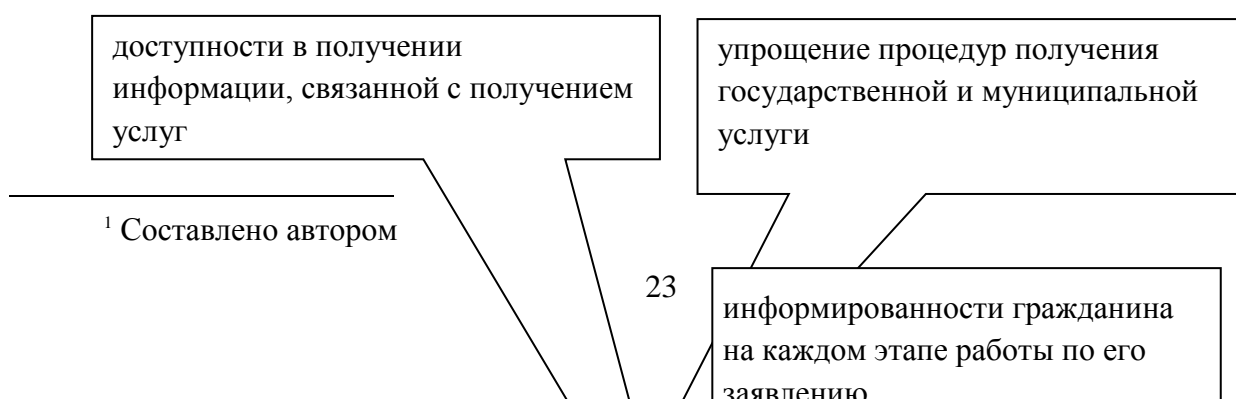 доступности в получении
информации, связанной с получением
услуг
упрощение процедур получения
государственной и муниципальной
услуги
1 Составлено автором
23
информированности гражданина
на каждом этапе работы по его
заявлению